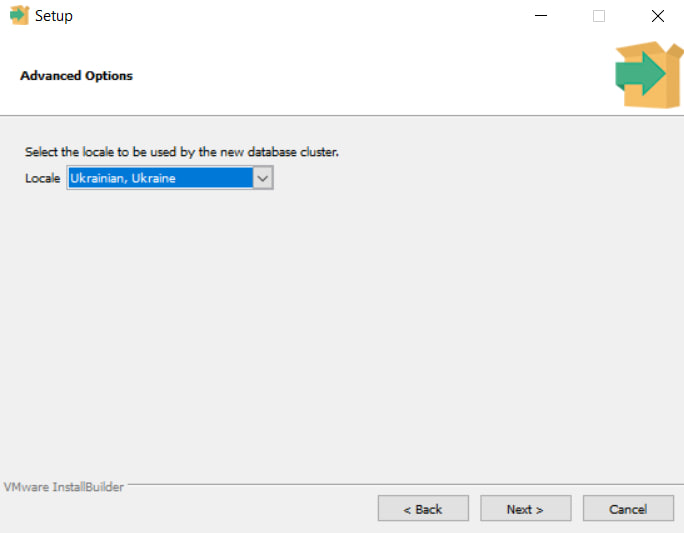 Setup
Advanced Options
Select the locale to be used by the new database cluster.
Locale Ukrainian, Ukraine
VMware InstallBuilder
< Back Next > Cancel